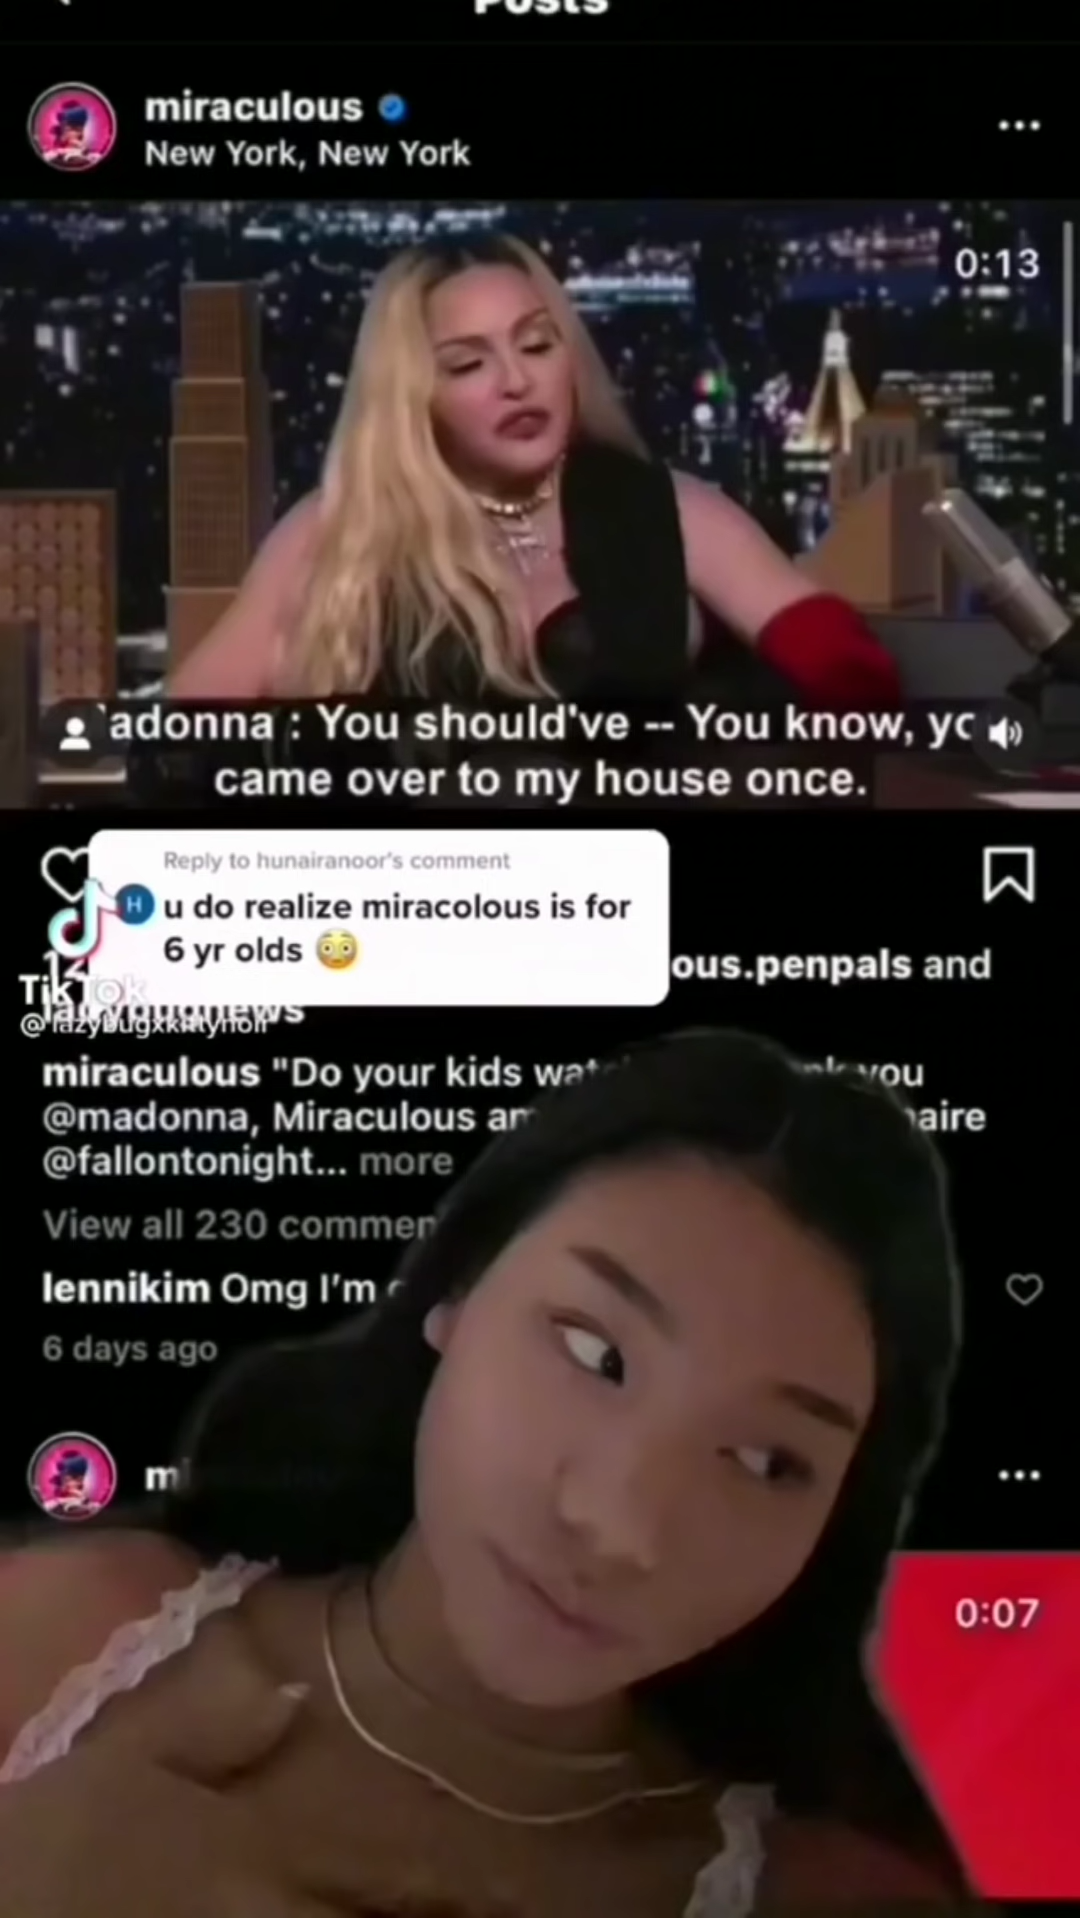 Posts
miraculous
New York, New York
0:13
adonna : You should've -- You know, yo
came over to my house once.
Reply to hunairanoor's comment
H
u do realize miracolous is for
6 yr olds 😳
ous.penpals and
TikTok
miraculous "Do your kids you
@madonna, Miraculous aire
@fallontonight... more
View all 230 commen
lennikim Omg I'm
6 days ago
mi
0:07